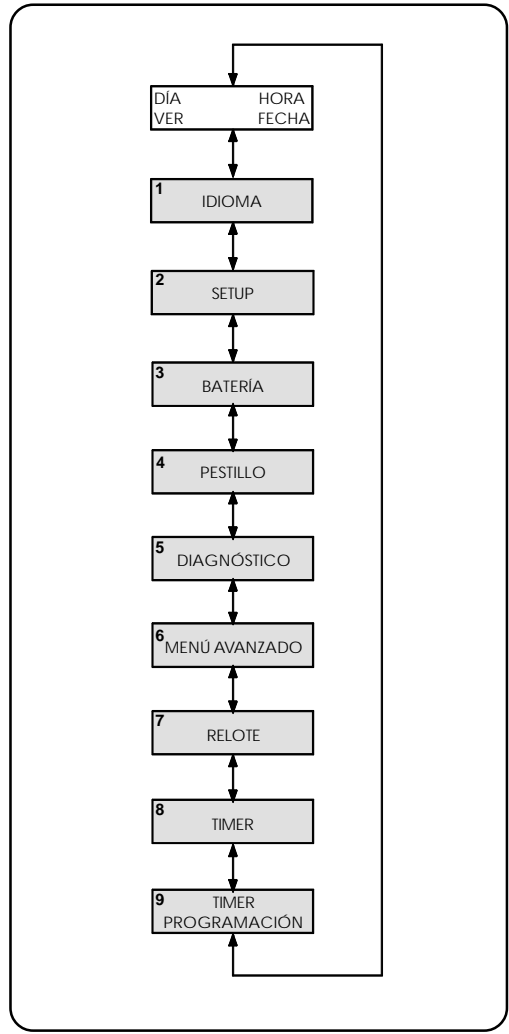 DÍA HORA
VER FECHA
1
IDIOMA
2
SETUP
3
BATERÍA
4
PESTILLO
5
DIAGNÓSTICO
6
MENÚ AVANZADO
7
RELOTE
8
TIMER
9
TIMER
PROGRAMACIÓN